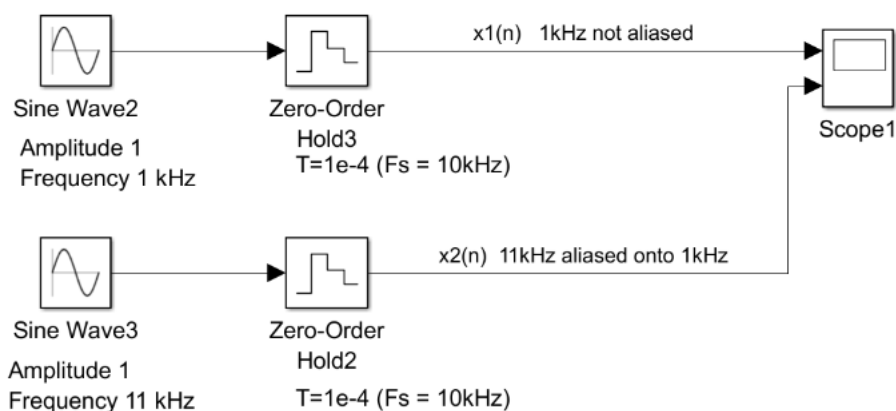 x1(n) 1kHz not aliased
Sine Wave2
Zero-Order
Hold3
Scope1
Amplitude 1
Frequency 1 kHz
T=1e-4 (Fs = 10kHz)
x2(n) 11kHz aliased onto 1kHz
Sine Wave3
Zero-Order
Hold2
Amplitude 1
Frequency 11 kHz
T=1e-4 (Fs = 10kHz)